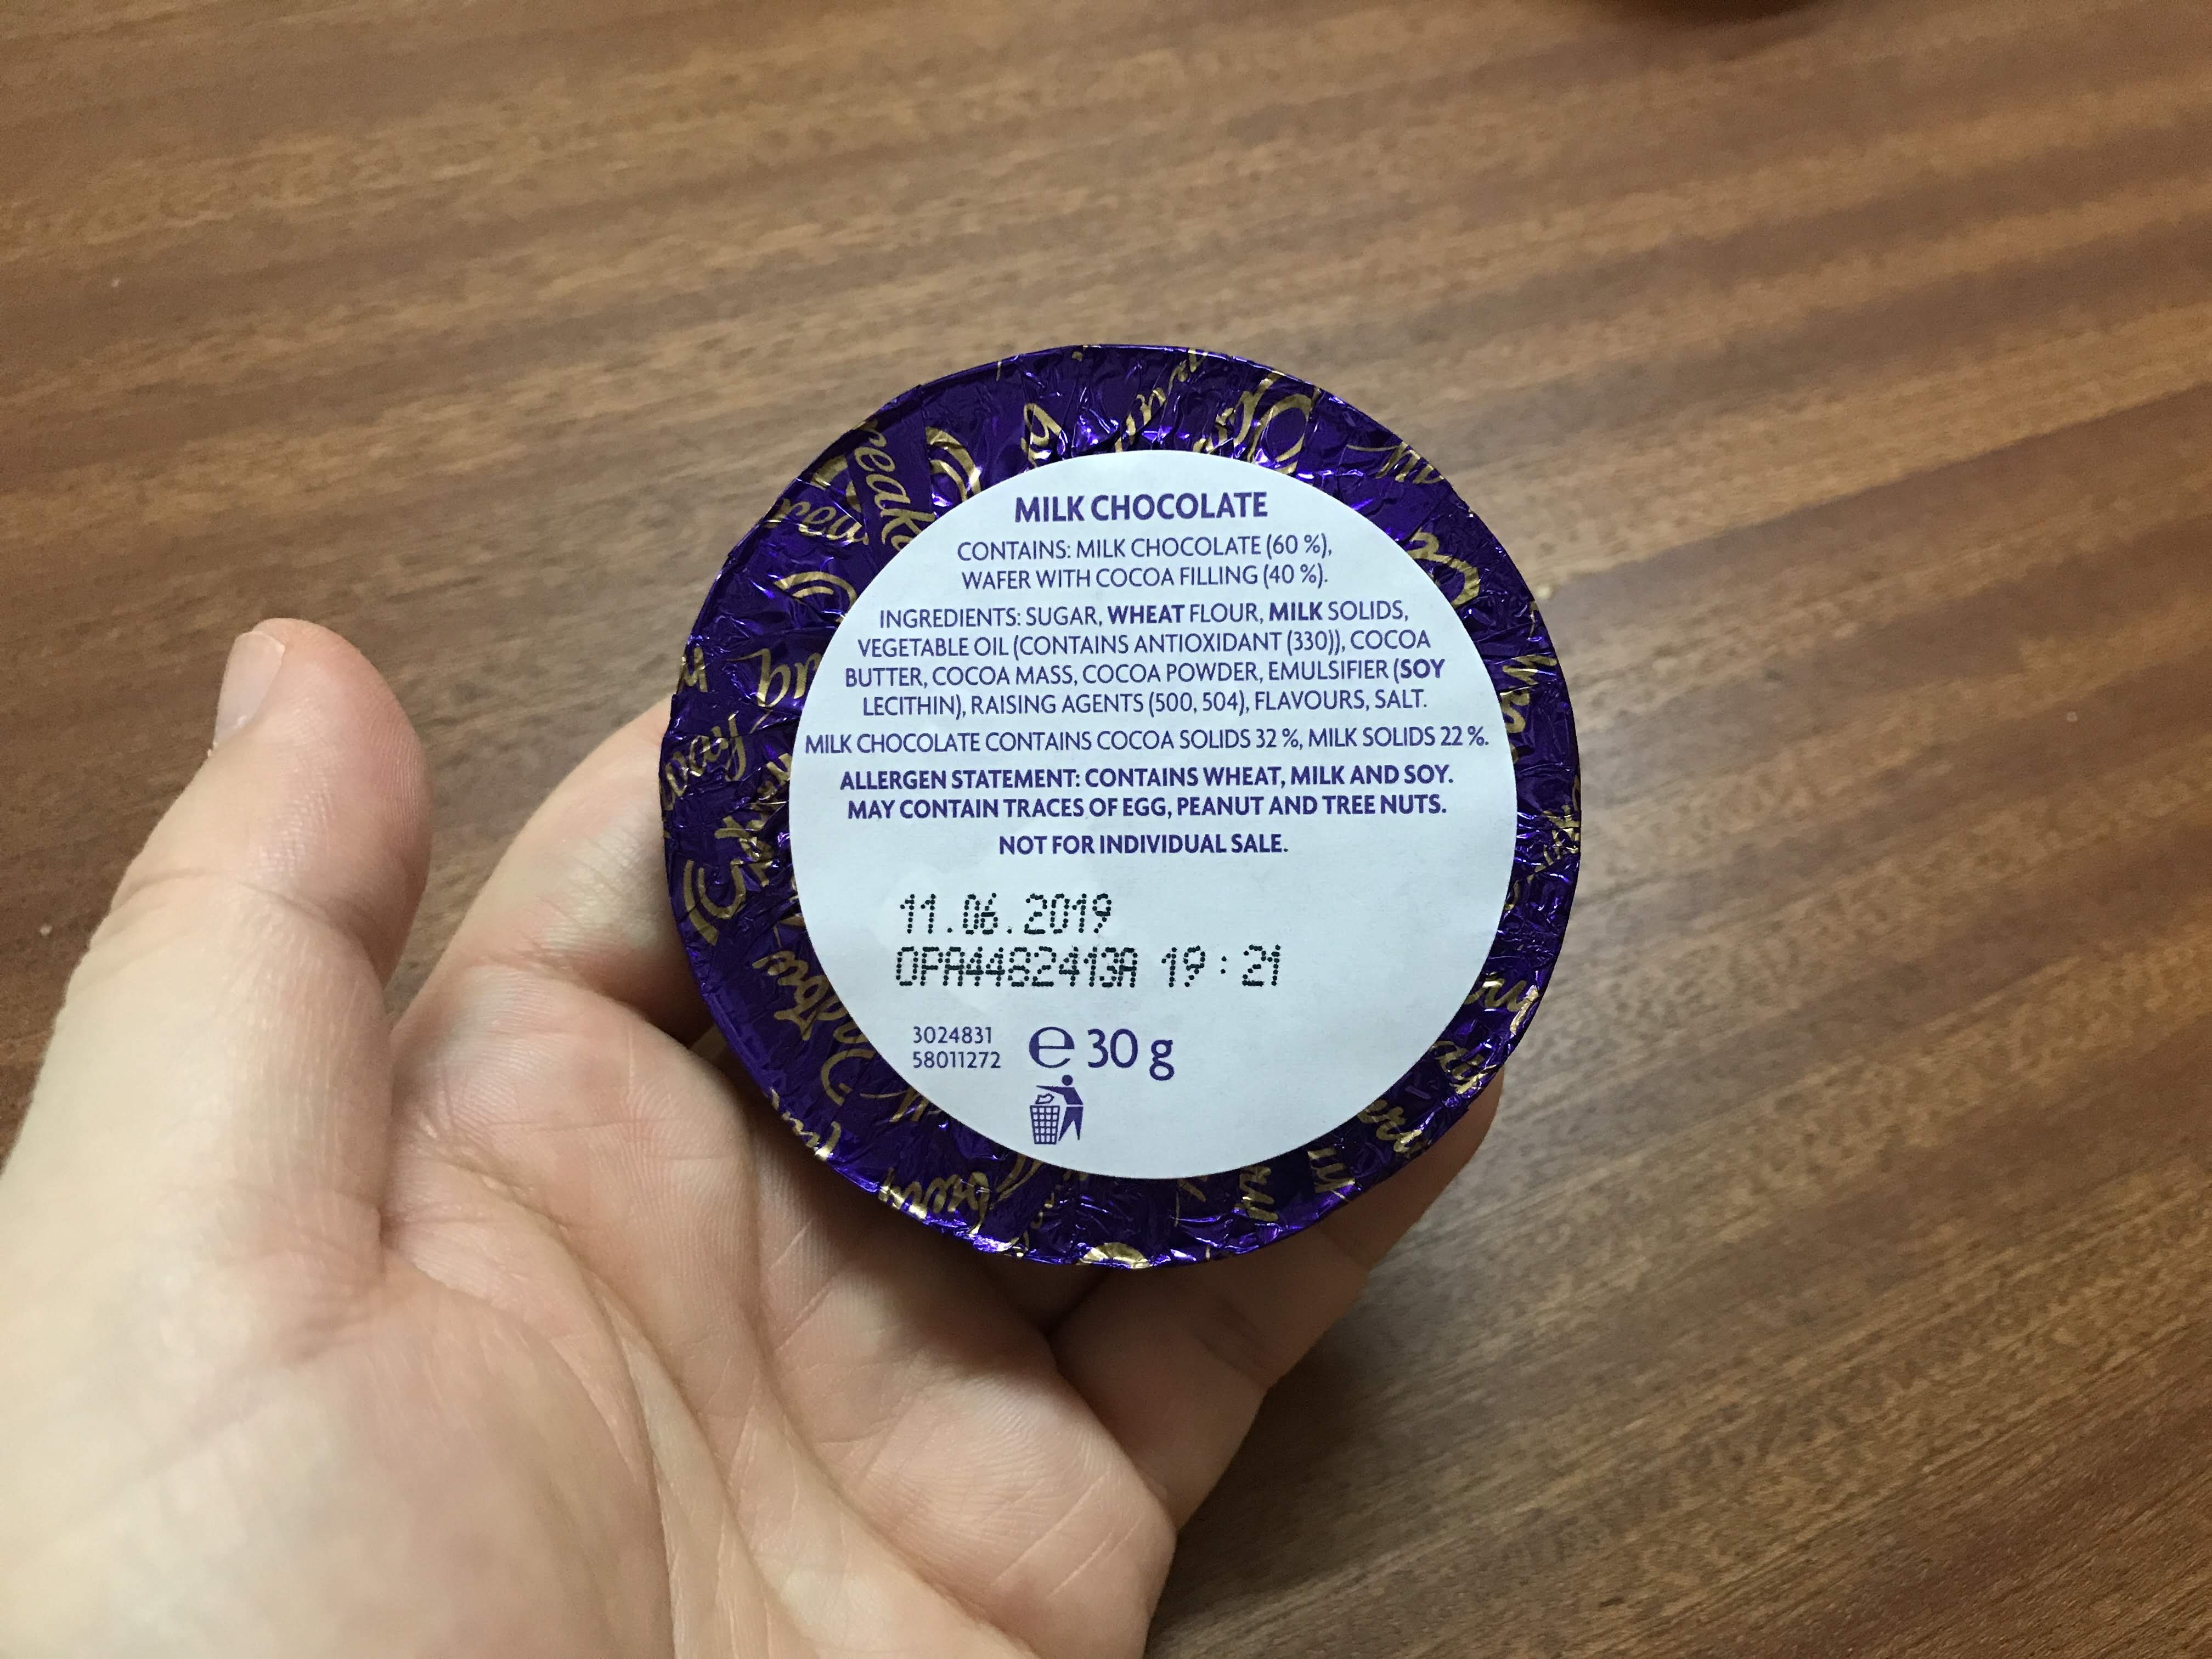 MILK CHOCOLATE
CONTAINS: MILK CHOCOLATE (60 %),
WAFER WITH COCOA FILLING (40 %).
INGREDIENTS: SUGAR, WHEAT FLOUR, MILK SOLIDS,
VEGETABLE OIL (CONTAINS ANTIOXIDANT (330)), COCOA
BUTTER, COCOA MASS, COCOA POWDER, EMULSIFIER (SOY
LECITHIN), RAISING AGENTS (500, 504), FLAVOURS, SALT.
MILK CHOCOLATE CONTAINS COCOA SOLIDS 32 %, MILK SOLIDS 22 %.
ALLERGEN STATEMENT: CONTAINS WHEAT, MILK AND SOY.
MAY CONTAIN TRACES OF EGG, PEANUT AND TREE NUTS.
NOT FOR INDIVIDUAL SALE.
11.06.2019
OPA4482413A 19:21
3024831
58011272
e 30 g